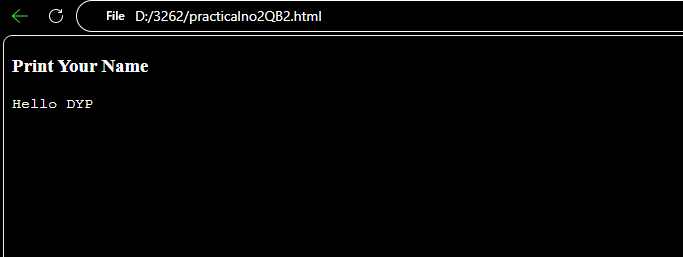 File D:/3262/practicalno2QB2.html
Print Your Name
Hello DYP